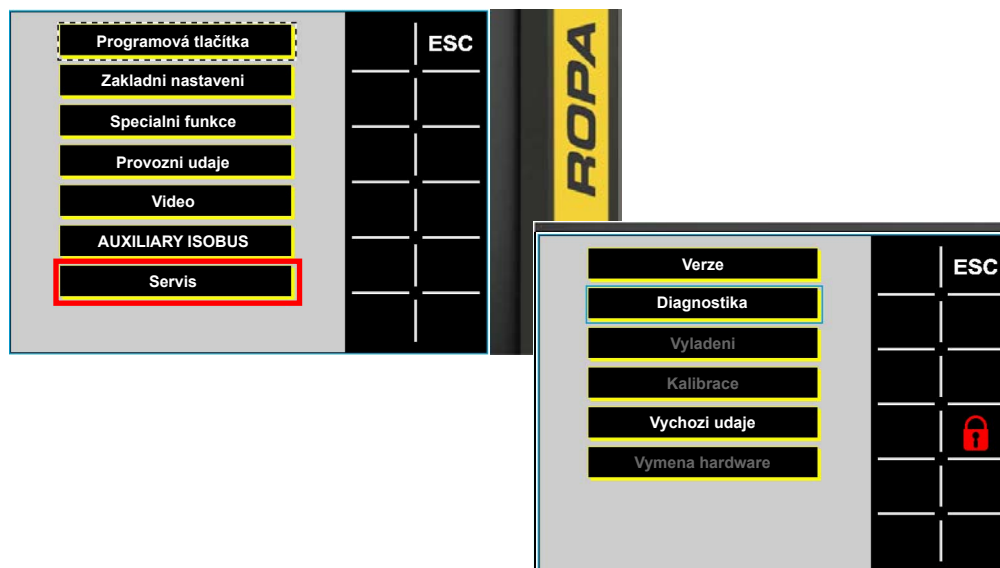 Programová tlačítka
ESC
Zakladni nastaveni
Specialni funkce
Provozni udaje
Video
AUXILIARY ISOBUS
Servis
ROPA
Verze
ESC
Diagnostika
Vyladeni
Kalibrace
Vychozi udaje
Vymena hardware